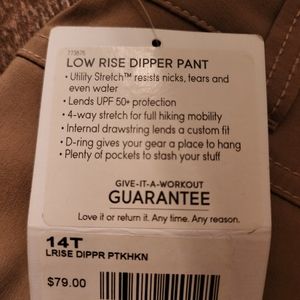 773875
LOW RISE DIPPER PANT
• Utility Stretch™ resists nicks, tears and
even water
• Lends UPF 50+ protection
• 4-way stretch for full hiking mobility
• Internal drawstring lends a custom fit
• D-ring gives your gear a place to hang
• Plenty of pockets to stash your stuff
GIVE-IT-A-WORKOUT
GUARANTEE
Love it or return it. Any time. Any reason.
14T
LRISE DIPPR PTKHKN
$79.00